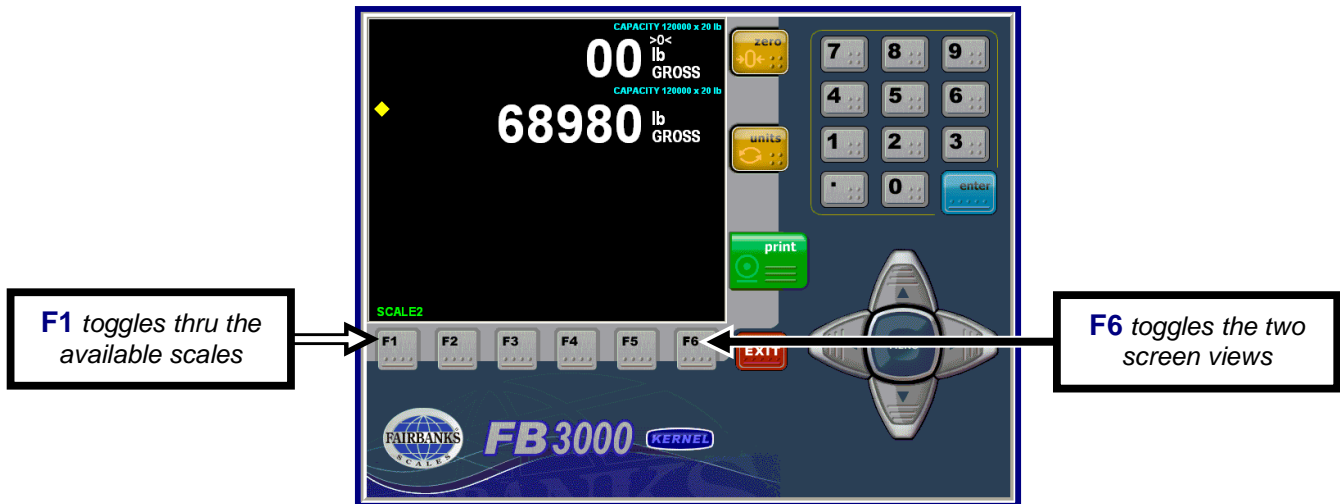 CAPACITY 120000 x 20 lb
00 >0< lb GROSS
CAPACITY 120000 x 20 lb
68980 lb GROSS
SCALE2
zero
→0←
units
print
EXIT
7 8 9
4 5 6
1 2 3
. 0 enter
F1 F2 F3 F4 F5 F6
F1 toggles thru the
available scales
F6 toggles the two
screen views
FAIRBANKS
SCALES
FB3000 KERNEL